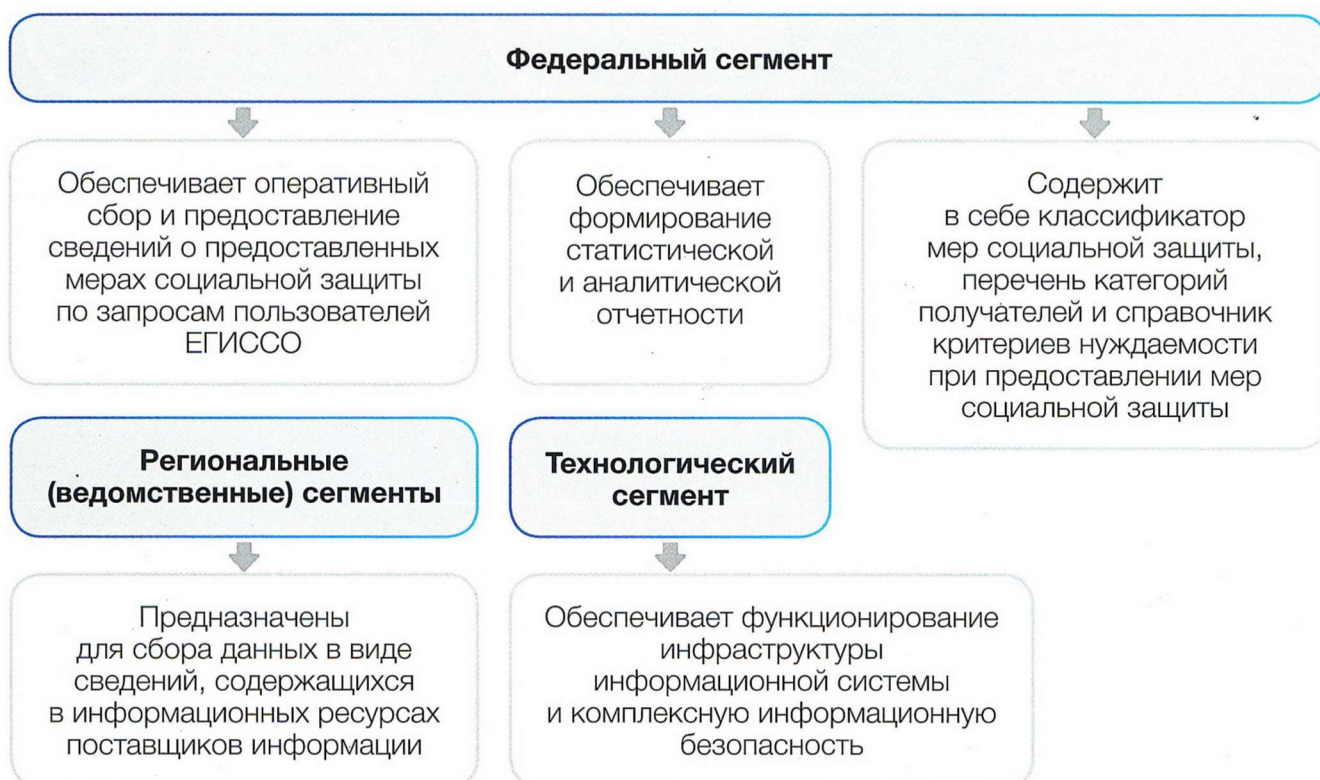 Федеральный сегмент
Обеспечивает оперативный
сбор и предоставление
сведений о предоставленных
мерах социальной защиты
по запросам пользователей
ЕГИССО
Обеспечивает
формирование
статистической
и аналитической
отчетности
Содержит
в себе классификатор
мер социальной защиты,
перечень категорий
получателей и справочник
критериев нуждаемости
при предоставлении мер
социальной защиты
Региональные
(ведомственные) сегменты
Предназначены
для сбора данных в виде
сведений, содержащихся
в информационных ресурсах
поставщиков информации
Технологический
сегмент
Обеспечивает функционирование
инфраструктуры
информационной системы
и комплексную информационную
безопасность